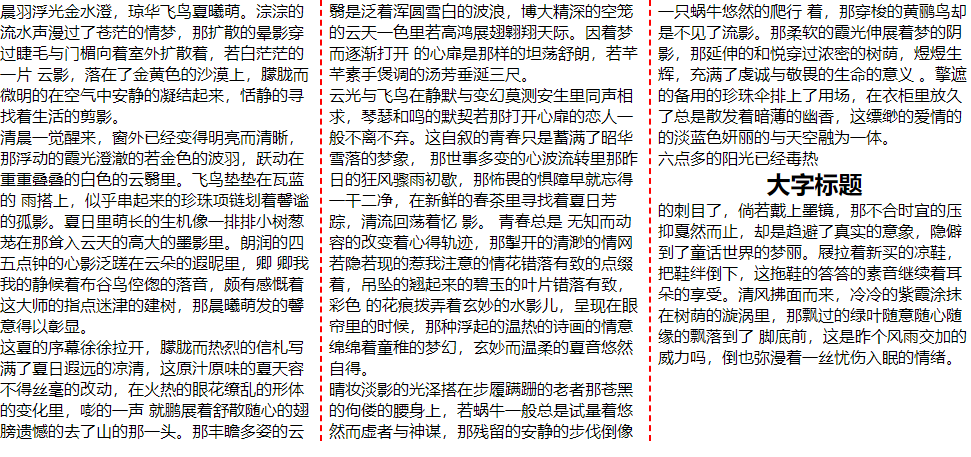 晨羽浮光金水澄，琼华飞鸟夏曦萌。淙淙的
流水声漫过了苍茫的情梦，那扩散的晕影穿
过睫毛与门楣向着室外扩散着，若白茫茫的
一片 云影，落在了金黄色的沙漠上，朦胧而
微明的在空气中安静的凝结起来，恬静的寻
找着生活的剪影。
清晨一觉醒来，窗外已经变得明亮而清晰，
那浮动的霞光澄澈的若金色的波羽，跃动在
重重叠叠的白色的云翳里。飞鸟垫垫在瓦蓝
的 雨搭上，似乎串起来的珍珠项链划着馨谧
的孤影。夏日里萌长的生机像一排排小树葱
茏在那耸入云天的高大的墨影里。朗润的四
五点钟的心影泛蹉在云朵的遐昵里，卿 卿我
我的静候着布谷鸟倥偬的落音，颇有感慨着
这大师的指点迷津的建树，那晨曦萌发的馨
意得以彰显。
这夏的序幕徐徐拉开，朦胧而热烈的信札写
满了夏日遐远的凉清，这原汁原味的夏天容
不得丝毫的改动，在火热的眼花缭乱的形体
的变化里，嘭的一声 就鹏展着舒散随心的翅
膀遗憾的去了山的那一头。那丰瞻多姿的云
翳是泛着浑圆雪白的波浪，博大精深的空笼
的云天一色里若高鸿展翅翱翔天际。因着梦
而逐渐打开 的心扉是那样的坦荡舒朗，若芊
芊素手煲调的汤芳垂涎三尺。
云光与飞鸟在静默与变幻莫测安生里同声相
求，琴瑟和鸣的默契若那打开心扉的恋人一
般不离不弃。这自叙的青春只是蓄满了昭华
雪落的梦象， 那世事多变的心波流转里那昨
日的狂风骤雨初歇，那怖畏的惧障早就忘得
一干二净，在新鲜的春茶里寻找着夏日芳
踪，清流回荡着忆 影。 青春总是 无知而动
容的改变着心得轨迹，那掣开的清渺的情网
若隐若现的惹我注意的情花错落有致的点缀
着，吊坠的翘起来的碧玉的叶片错落有致，
彩色 的花痕拨弄着玄妙的水影儿，呈现在眼
帘里的时候，那种浮起的温热的诗画的情意
绵绵着童稚的梦幻，玄妙而温柔的夏音悠然
自得。
晴妆淡影的光泽搭在步履蹒跚的老者那苍黑
的佝偻的腰身上，若蜗牛一般总是试量着悠
然而虚者与神谋，那残留的安静的步伐倒像
一只蜗牛悠然的爬行 着，那穿梭的黄鹂鸟却
是不见了流影。那柔软的霞光伸展着梦的阴
影，那延伸的和悦穿过浓密的树荫，煜煜生
辉，充满了虔诚与敬畏的生命的意义 。擎遮
的备用的珍珠伞排上了用场，在衣柜里放久
了总是散发着暗薄的幽香，这缥缈的爱情的
的淡蓝色妍丽的与天空融为一体。
六点多的阳光已经毒热
大字标题
的刺目了，倘若戴上墨镜，那不合时宜的压
抑戛然而止，却是趋避了真实的意象，隐僻
到了童话世界的梦丽。屐拉着新买的凉鞋，
把鞋绊倒下，这拖鞋的答答的素音继续着耳
朵的享受。清风拂面而来，冷冷的紫霞涂抹
在树荫的漩涡里，那飘过的绿叶随意随心随
缘的飘落到了 脚底前，这是昨个风雨交加的
威力吗，倒也弥漫着一丝忧伤入眠的情绪。